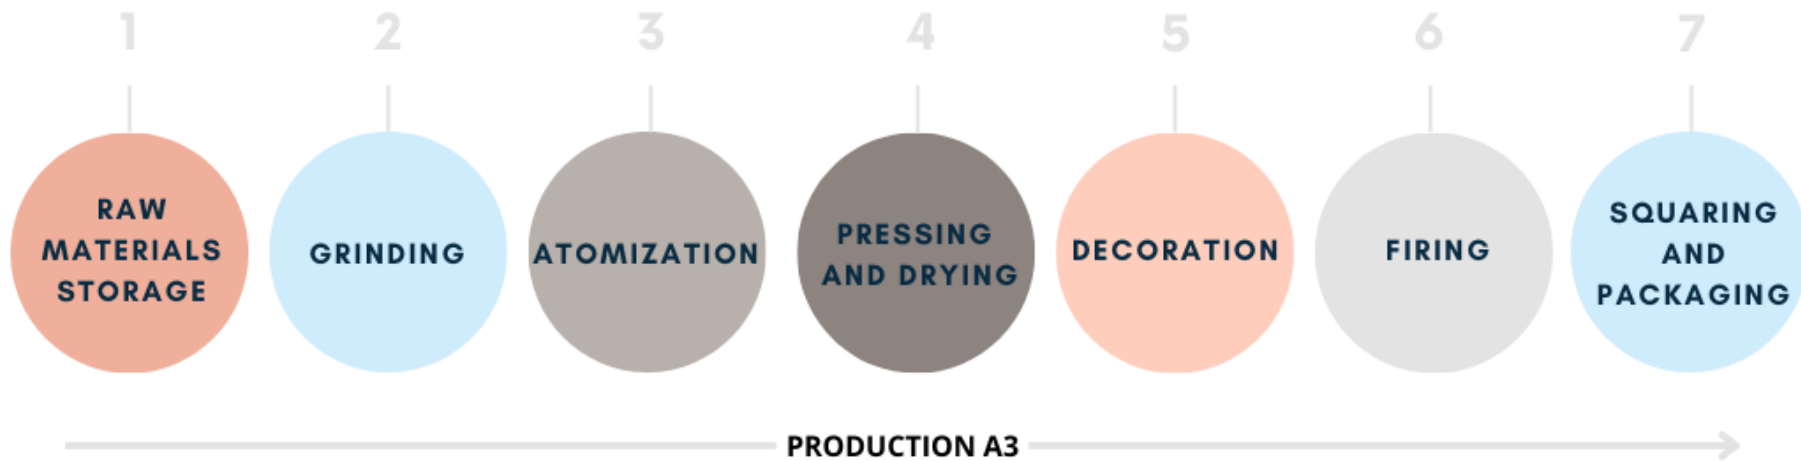 1
2
3
4
5
6
7
RAW
MATERIALS
STORAGE
GRINDING
ATOMIZATION
PRESSING
AND DRYING
DECORATION
FIRING
SQUARING
AND
PACKAGING
PRODUCTION A3